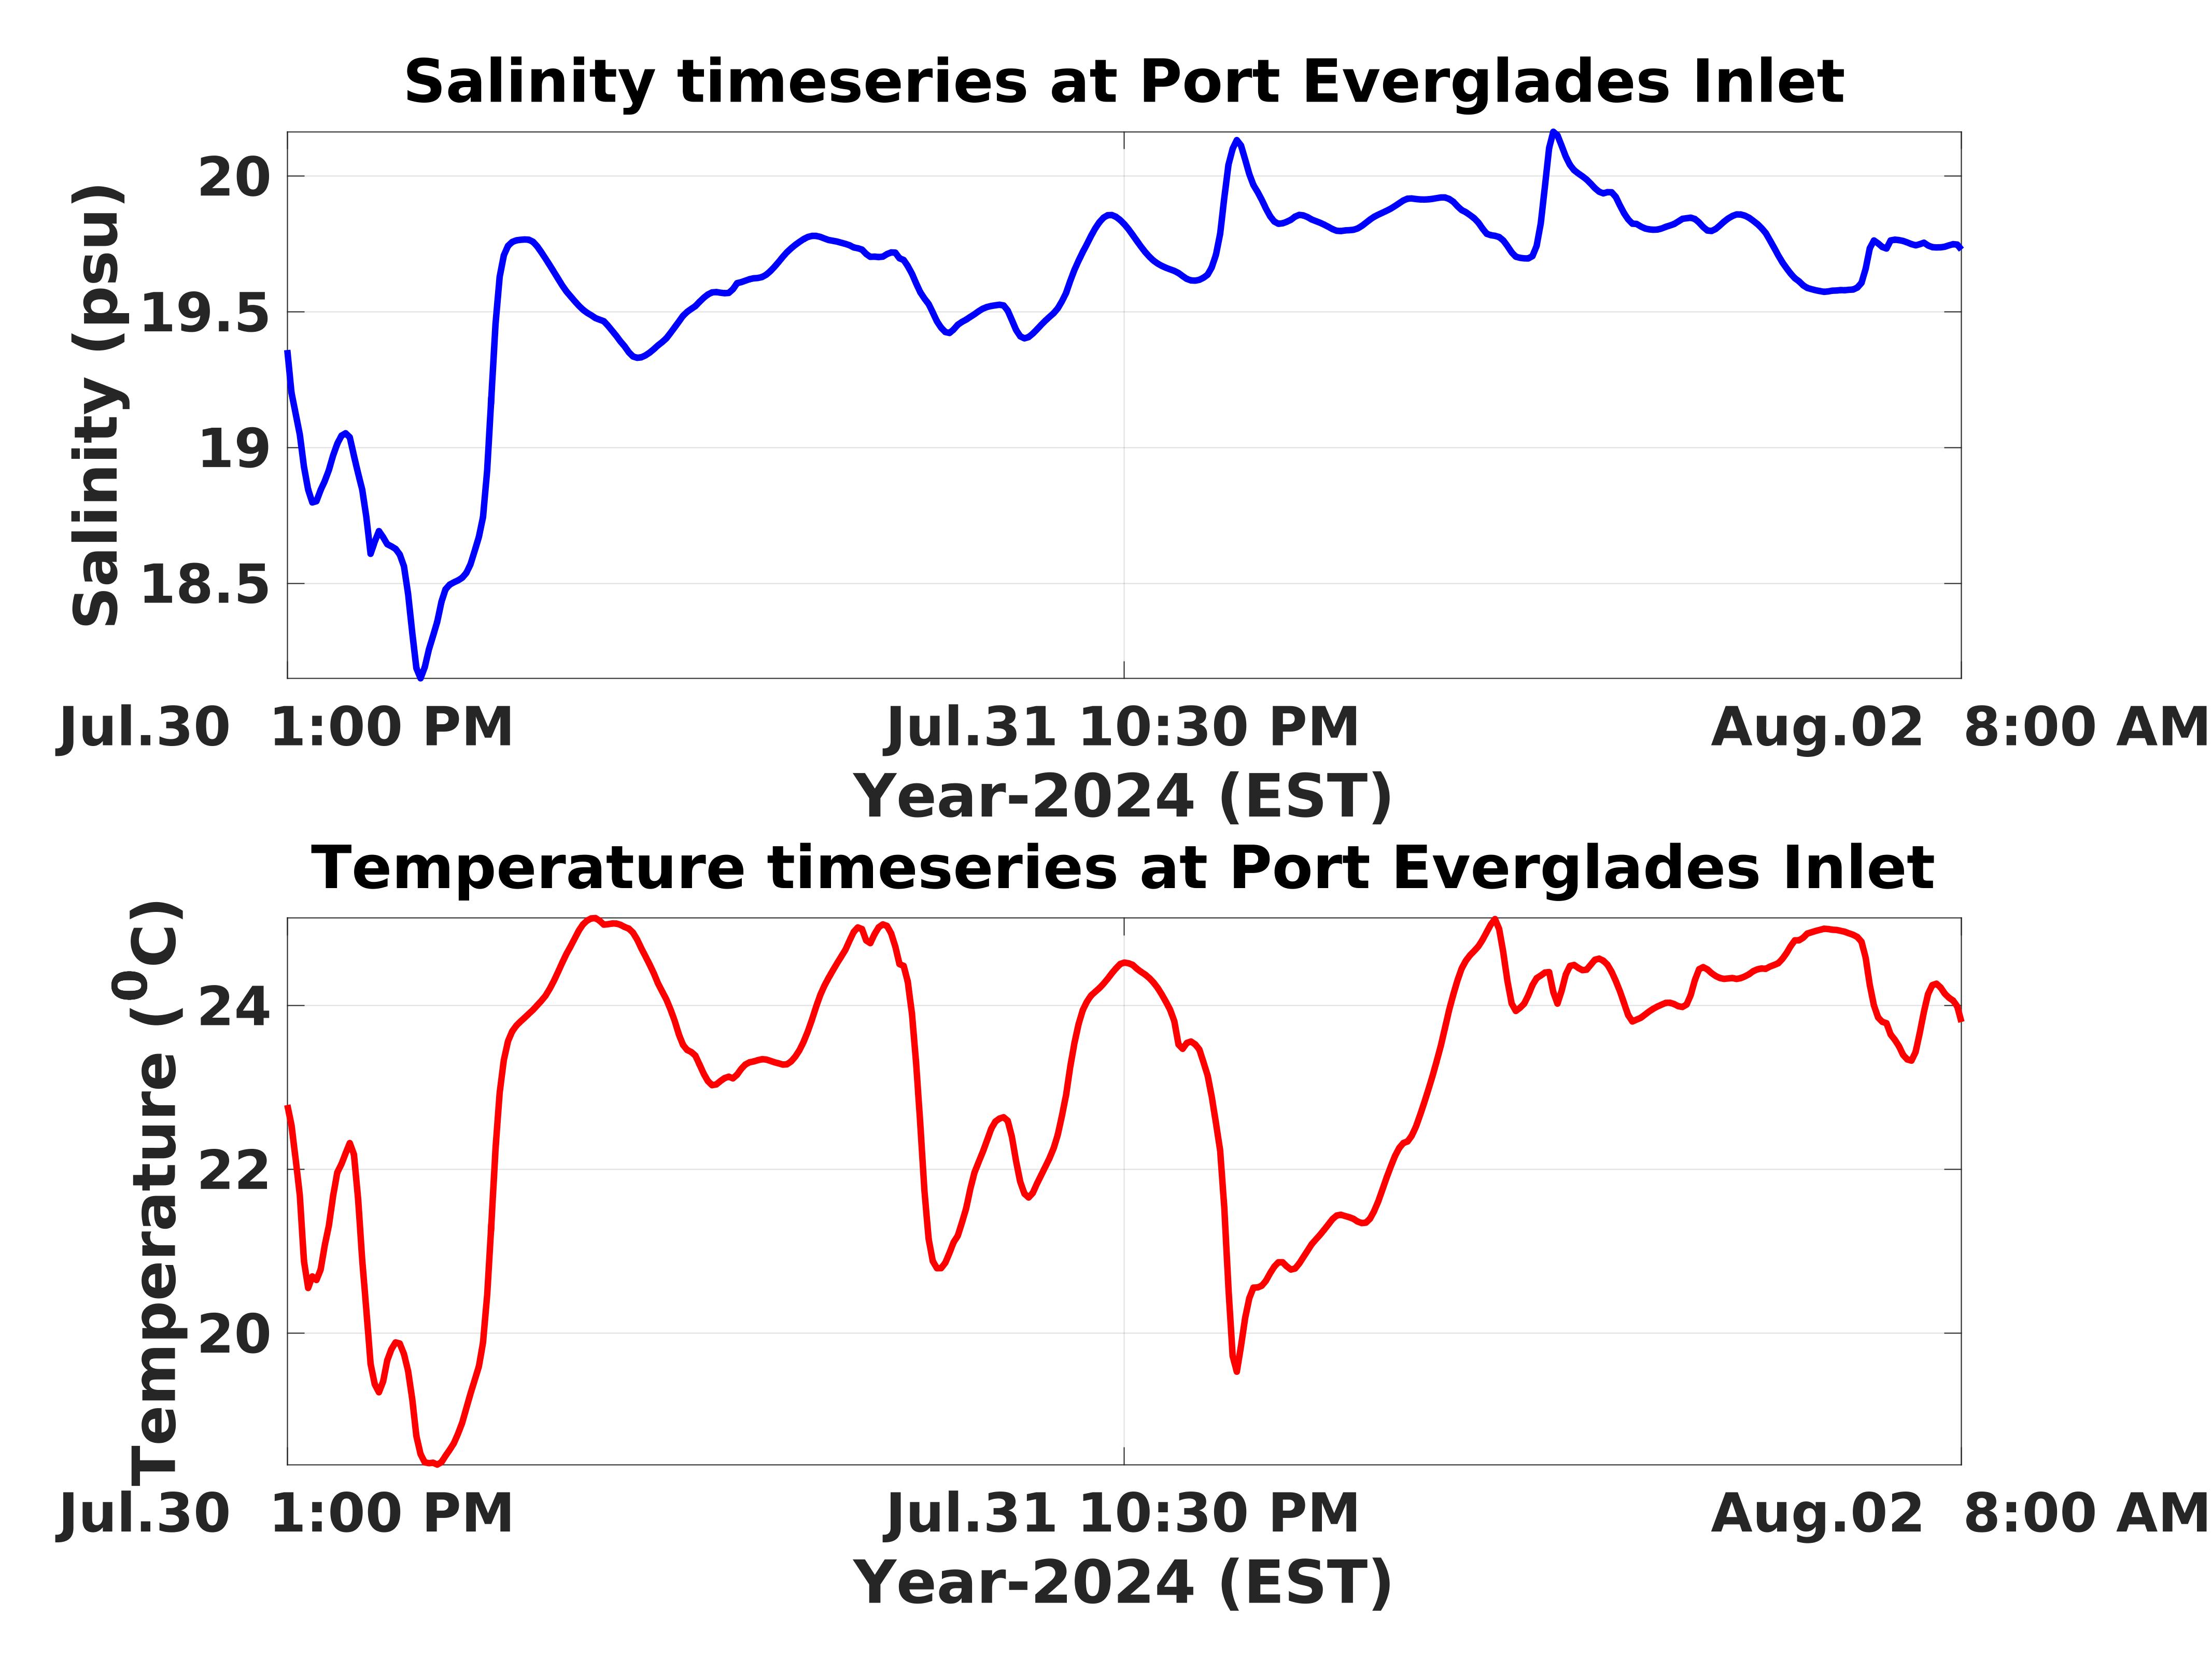 Salinity timeseries at Port Everglades Inlet
Salinity (psu)
20
19.5
19
18.5
Jul.30  1:00 PM
Jul.31 10:30 PM
Aug.02  8:00 AM
Year-2024 (EST)
Temperature timeseries at Port Everglades Inlet
Temperature (⁰C)
24
22
20
Jul.30  1:00 PM
Jul.31 10:30 PM
Aug.02  8:00 AM
Year-2024 (EST)